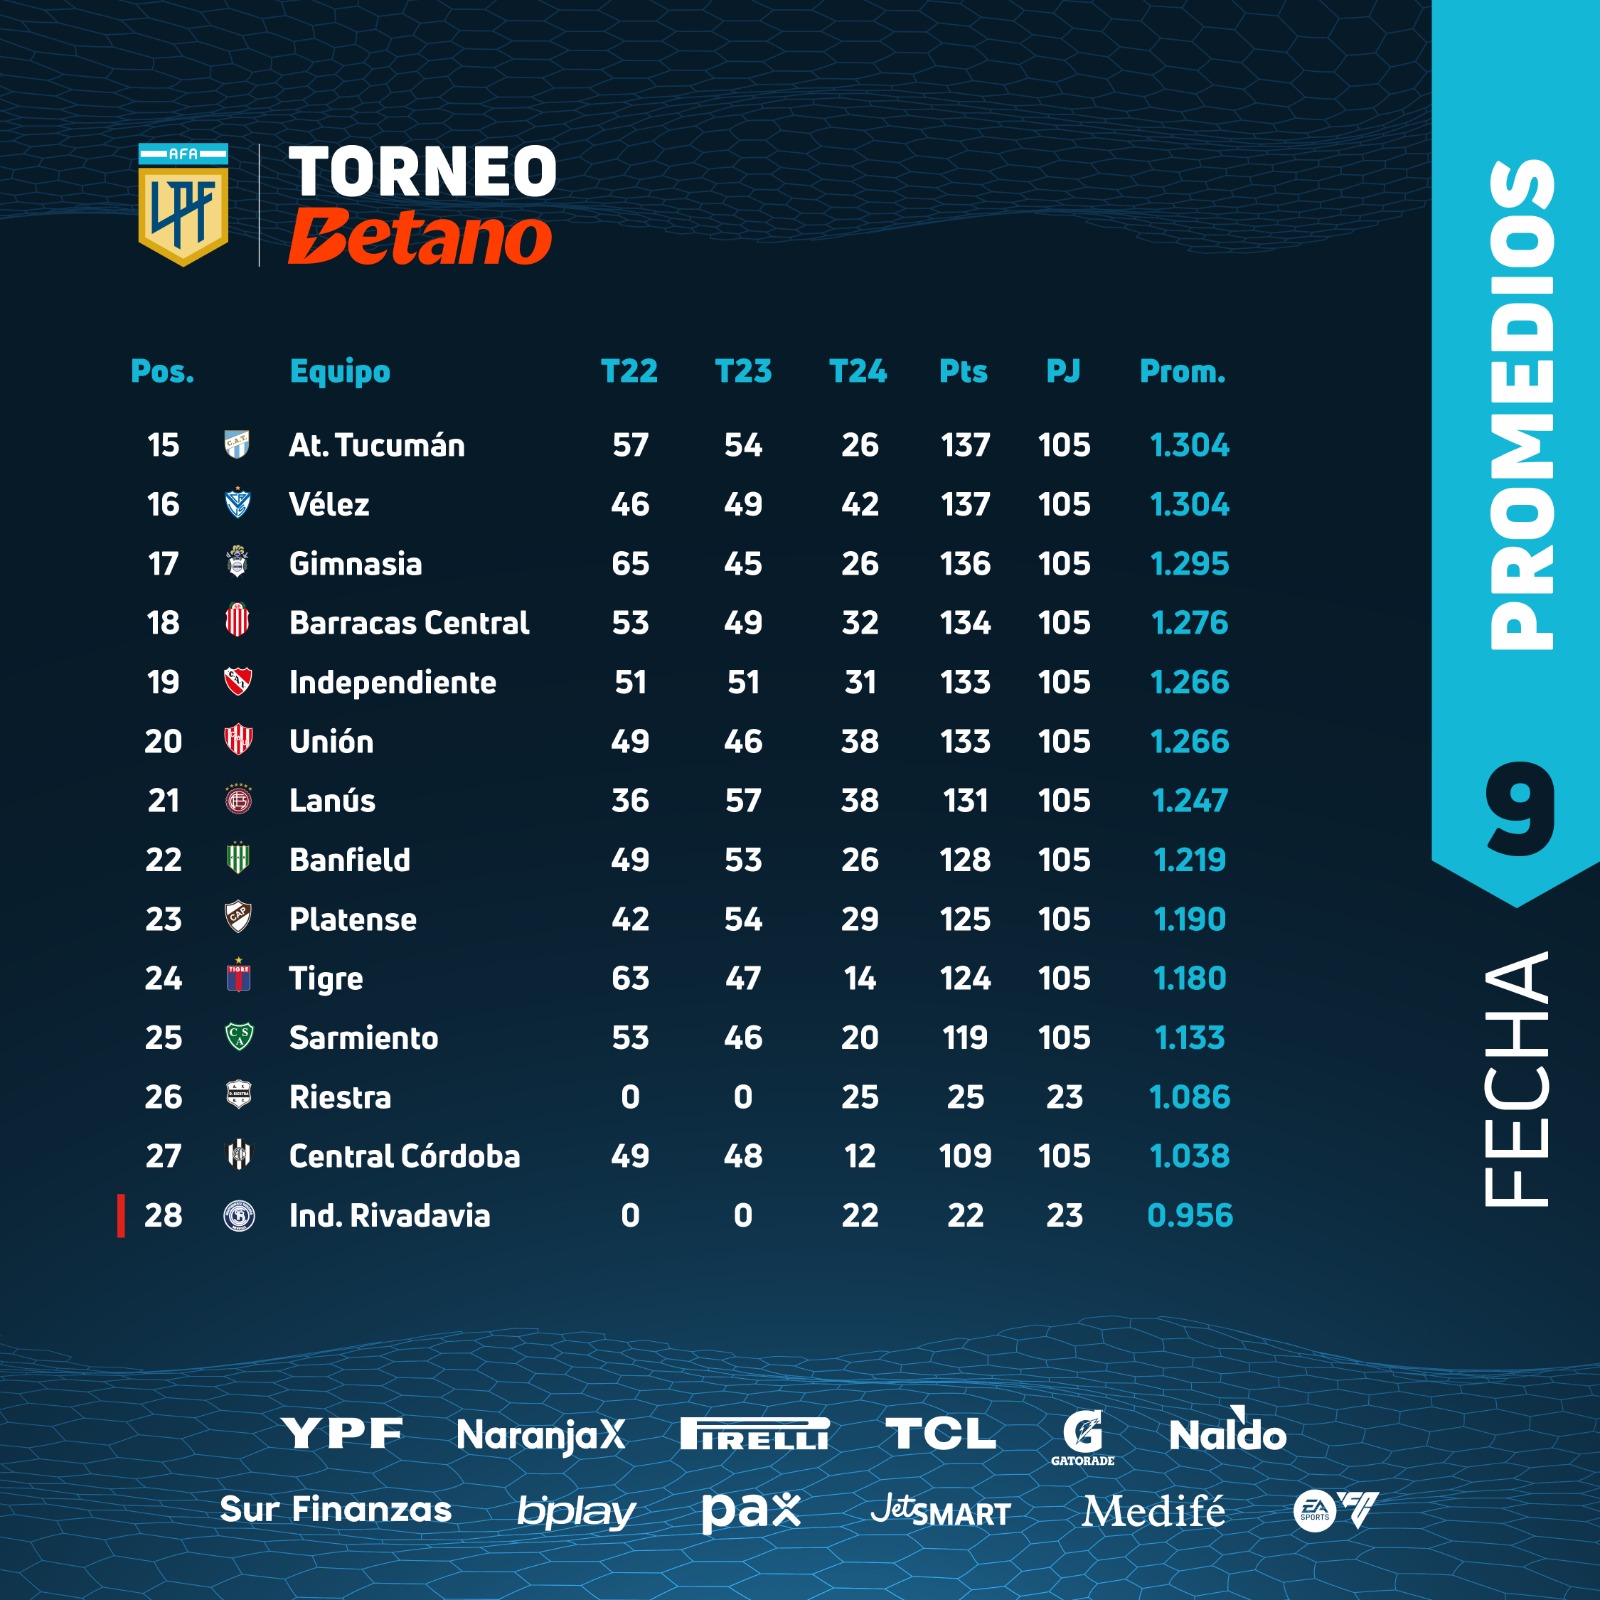 AFA
LPF
TORNEO
Betano
Pos. Equipo T22 T23 T24 Pts PJ Prom.
15 At. Tucumán 57 54 26 137 105 1.304
16 Vélez 46 49 42 137 105 1.304
17 Gimnasia 65 45 26 136 105 1.295
18 Barracas Central 53 49 32 134 105 1.276
19 Independiente 51 51 31 133 105 1.266
20 Unión 49 46 38 133 105 1.266
21 Lanús 36 57 38 131 105 1.247
22 Banfield 49 53 26 128 105 1.219
23 Platense 42 54 29 125 105 1.190
24 Tigre 63 47 14 124 105 1.180
25 Sarmiento 53 46 20 119 105 1.133
26 Riestra 0 0 25 25 23 1.086
27 Central Córdoba 49 48 12 109 105 1.038
28 Ind. Rivadavia 0 0 22 22 23 0.956
PROMEDIOS
9
FECHA
YPF NaranjaX PIRELLI TCL G GATORADE Naldo
Sur Finanzas bplay pax JetSMART Medifé EA SPORTS FC